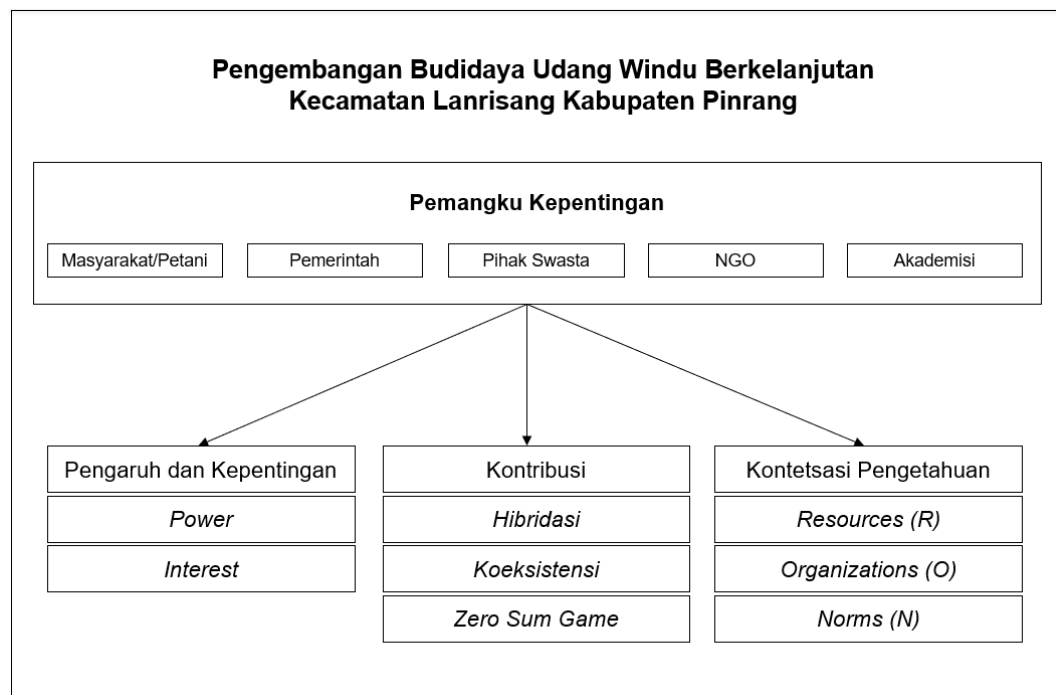 Pengembangan Budidaya Udang Windu Berkelanjutan
Kecamatan Lanrisang Kabupaten Pinrang
Pemangku Kepentingan
Masyarakat/Petani
Pemerintah
Pihak Swasta
NGO
Akademisi
Pengaruh dan Kepentingan
Power
Interest
Kontribusi
Hibridasi
Koeksistensi
Zero Sum Game
Kontetsasi Pengetahuan
Resources (R)
Organizations (O)
Norms (N)